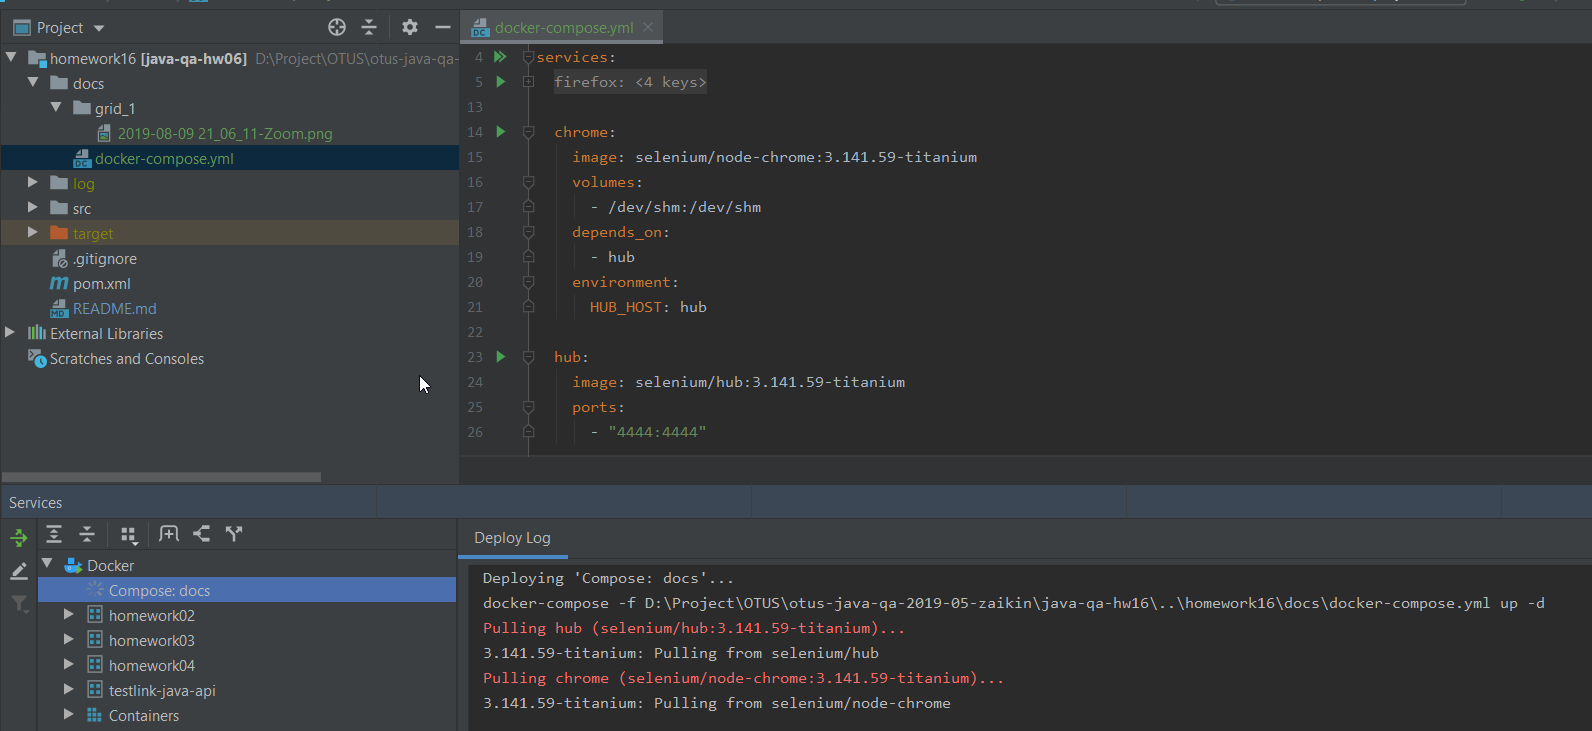 Project
homework16 [java-qa-hw06] D:\Project\OTUS\otus-java-qa-
docs
grid_1
2019-08-09 21_06_11-Zoom.png
docker-compose.yml
log
src
target
.gitignore
pom.xml
README.md
External Libraries
Scratches and Consoles
docker-compose.yml
4 services:
5 firefox: <4 keys>
13
14 chrome:
15 image: selenium/node-chrome:3.141.59-titanium
16 volumes:
17 - /dev/shm:/dev/shm
18 depends_on:
19 - hub
20 environment:
21 HUB_HOST: hub
22
23 hub:
24 image: selenium/hub:3.141.59-titanium
25 ports:
26 - "4444:4444"
Services
Docker
Compose: docs
homework02
homework03
homework04
testlink-java-api
Containers
Deploy Log
Deploying 'Compose: docs'...
docker-compose -f D:\Project\OTUS\otus-java-qa-2019-05-zaikin\java-qa-hw16\..\homework16\docs\docker-compose.yml up -d
Pulling hub (selenium/hub:3.141.59-titanium)...
3.141.59-titanium: Pulling from selenium/hub
Pulling chrome (selenium/node-chrome:3.141.59-titanium)...
3.141.59-titanium: Pulling from selenium/node-chrome